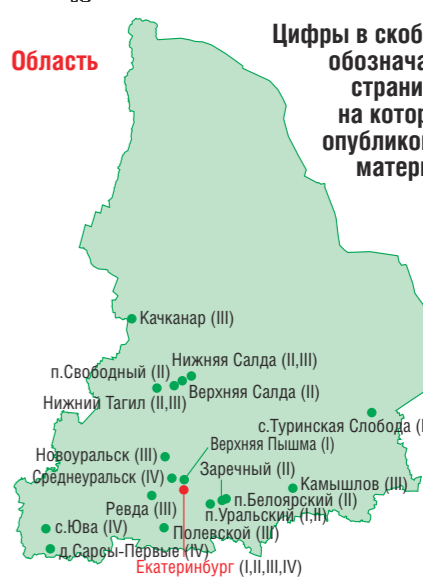 Область
Цифры в скоб
обознача
страни
на котор
опубликов
матери
Качканар (III)
Нижняя Салда (II,III)
п.Свободный (II)
Верхняя Салда (II)
Нижний Тагил (II,III)
с.Туринская Слобода (I
Верхняя Пышма (I)
Новоуральск (III)
Заречный (II)
Среднеуральск (IV)
Камышлов (III)
п.Белоярский (II)
Ревда (III)
п.Уральский (I,II)
с.Юва (IV)
Полевской (III)
д.Сарсы-Первые (IV)
Екатеринбург (I,II,III,IV)